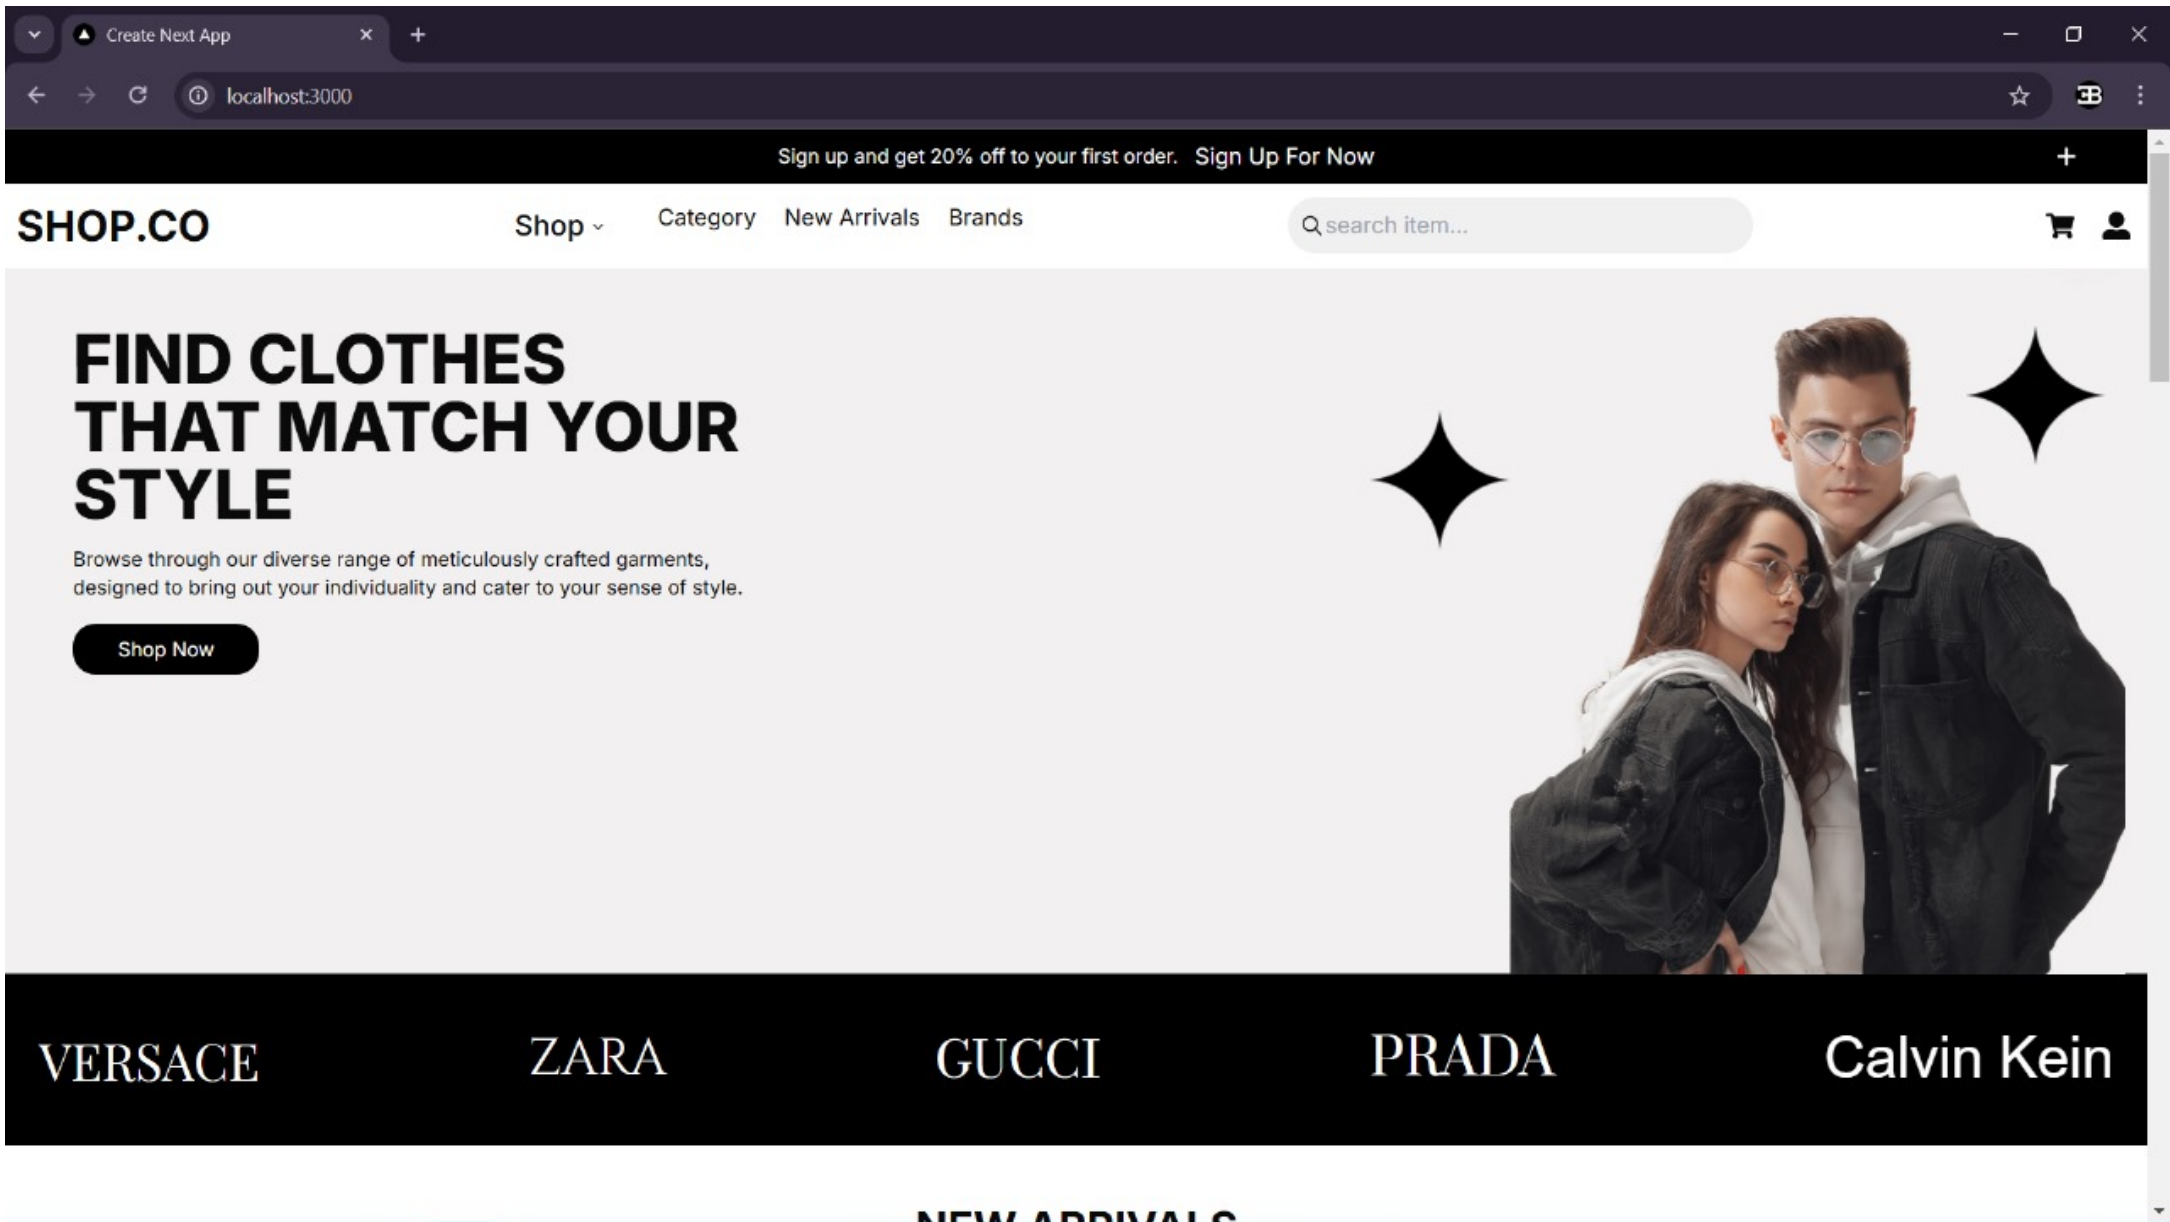 Create Next App
localhost:3000
Sign up and get 20% off to your first order. Sign Up For Now
SHOP.CO
Shop Category New Arrivals Brands
search item...
FIND CLOTHES
THAT MATCH YOUR
STYLE
Browse through our diverse range of meticulously crafted garments,
designed to bring out your individuality and cater to your sense of style.
Shop Now
VERSACE ZARA GUCCI PRADA Calvin Kein
NEW ARRIVALS